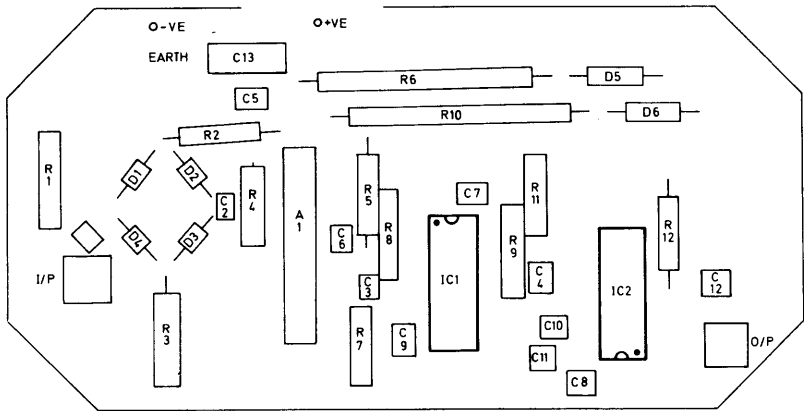 O-VE
O+VE
EARTH
C13
R6
D5
C5
R10
D6
R2
R1
D1
D2
C2
R4
A1
R5
C7
R11
D4
D3
C6
R8
R9
R12
I/P
C3
IC1
C4
IC2
C12
R3
R7
C9
C10
O/P
C11
C8